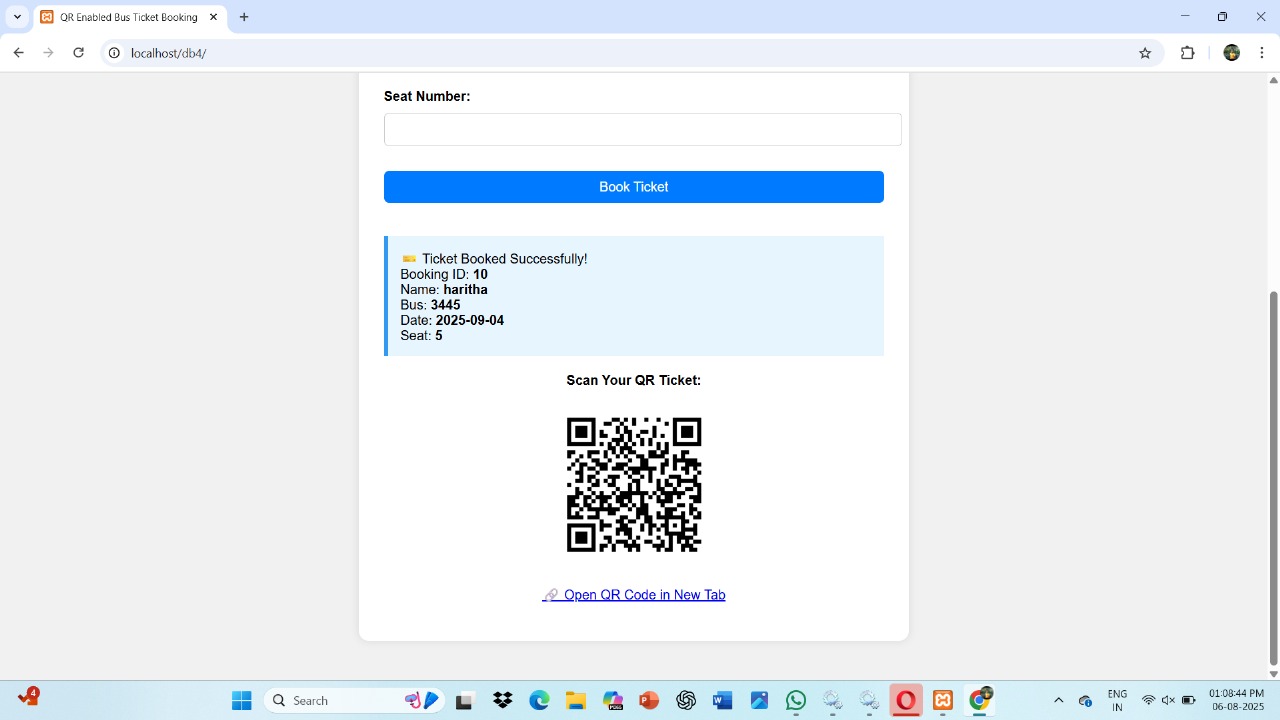 QR Enabled Bus Ticket Booking
localhost/db4/
Seat Number:
Book Ticket
🎫 Ticket Booked Successfully!
Booking ID: 10
Name: haritha
Bus: 3445
Date: 2025-09-04
Seat: 5
Scan Your QR Ticket:
🔗 Open QR Code in New Tab
4
Search
ENG
IN
01:08:44 PM
06-08-2025